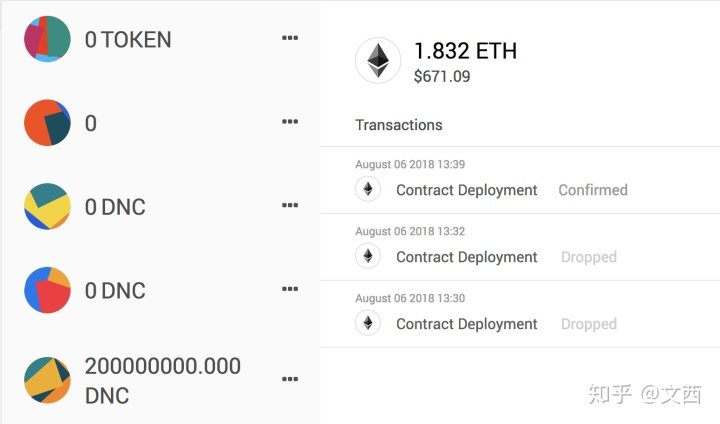 0 TOKEN
0
0 DNC
0 DNC
200000000.000
DNC
1.832 ETH
$671.09
Transactions
August 06 2018 13:39
Contract Deployment Confirmed
August 06 2018 13:32
Contract Deployment Dropped
August 06 2018 13:30
Contract Deployment Dropped
知乎 @文西